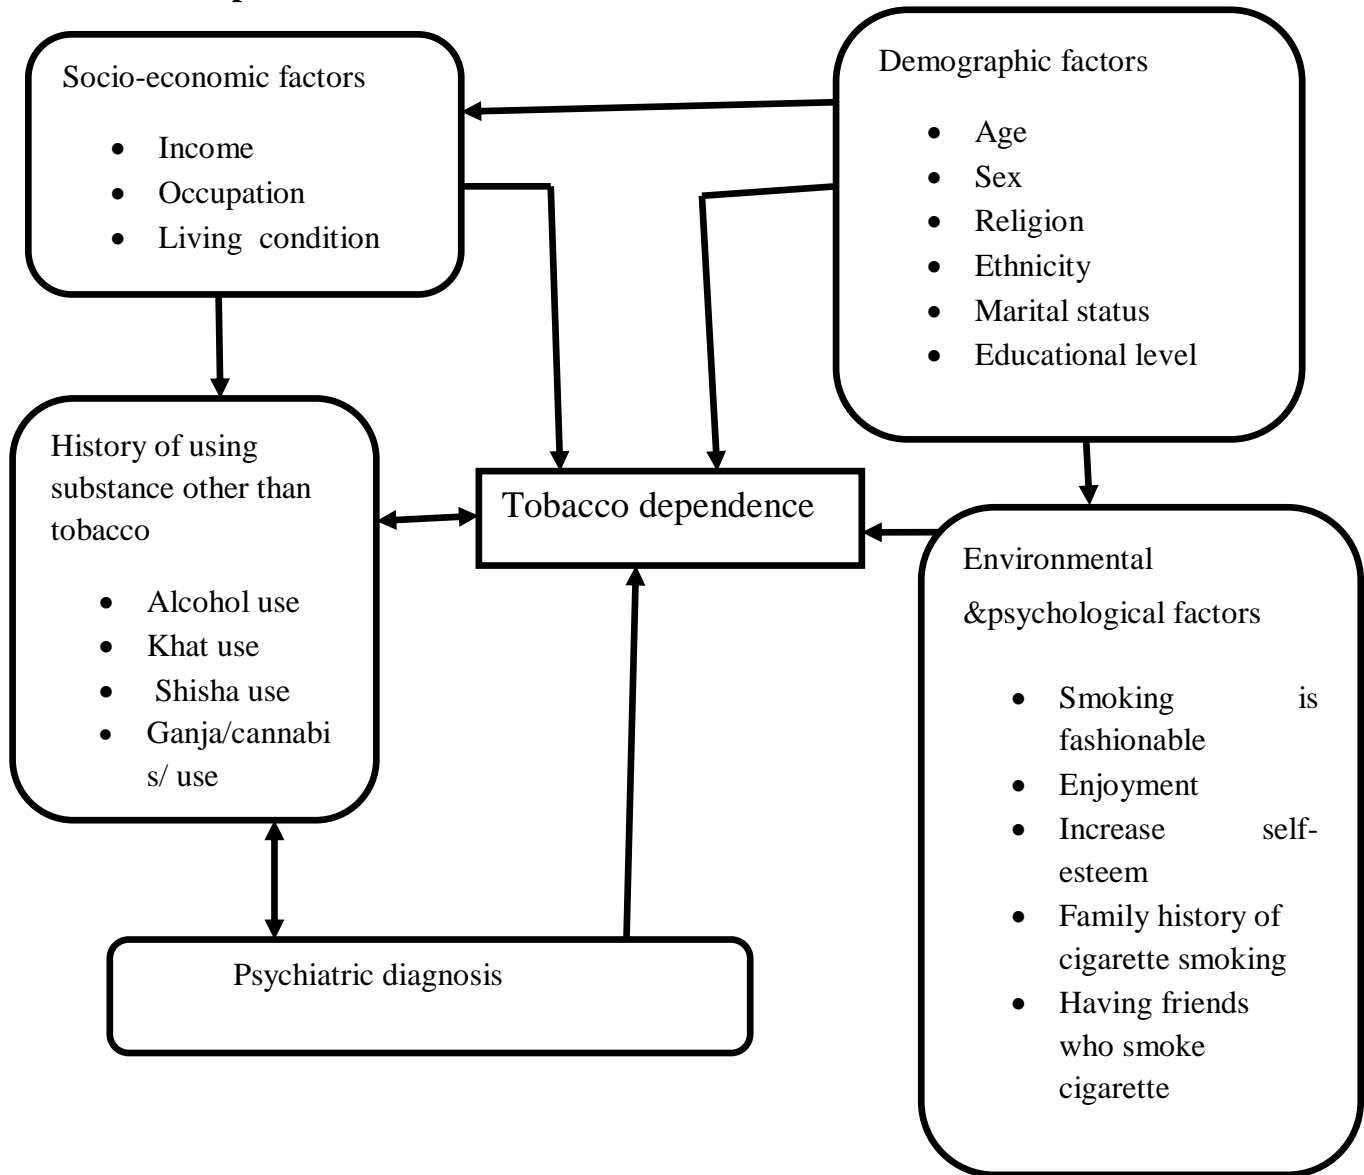 Socio-economic factors
• Income
• Occupation
• Living condition
Demographic factors
• Age
• Sex
• Religion
• Ethnicity
• Marital status
• Educational level
History of using
substance other than
tobacco
• Alcohol use
• Khat use
• Shisha use
• Ganja/cannabi
s/ use
Tobacco dependence
Environmental
&psychological factors
• Smoking is
fashionable
• Enjoyment
• Increase self-
esteem
• Family history of
cigarette smoking
• Having friends
who smoke
cigarette
Psychiatric diagnosis